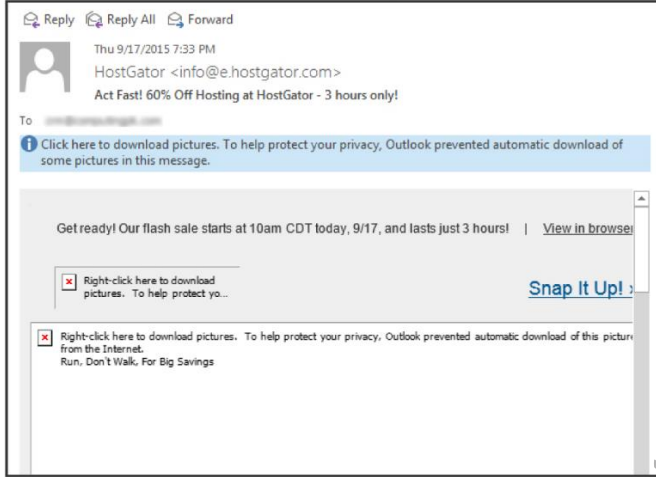 Reply Reply All Forward
Thu 9/17/2015 7:33 PM
HostGator <info@e.hostgator.com>
Act Fast! 60% Off Hosting at HostGator - 3 hours only!
To
Click here to download pictures. To help protect your privacy, Outlook prevented automatic download of
some pictures in this message.
Get ready! Our flash sale starts at 10am CDT today, 9/17, and lasts just 3 hours! | View in browser
Right-click here to download
pictures. To help protect yo...
Snap It Up! ›
Right-click here to download pictures. To help protect your privacy, Outlook prevented automatic download of this picture
from the Internet.
Run, Don't Walk, For Big Savings